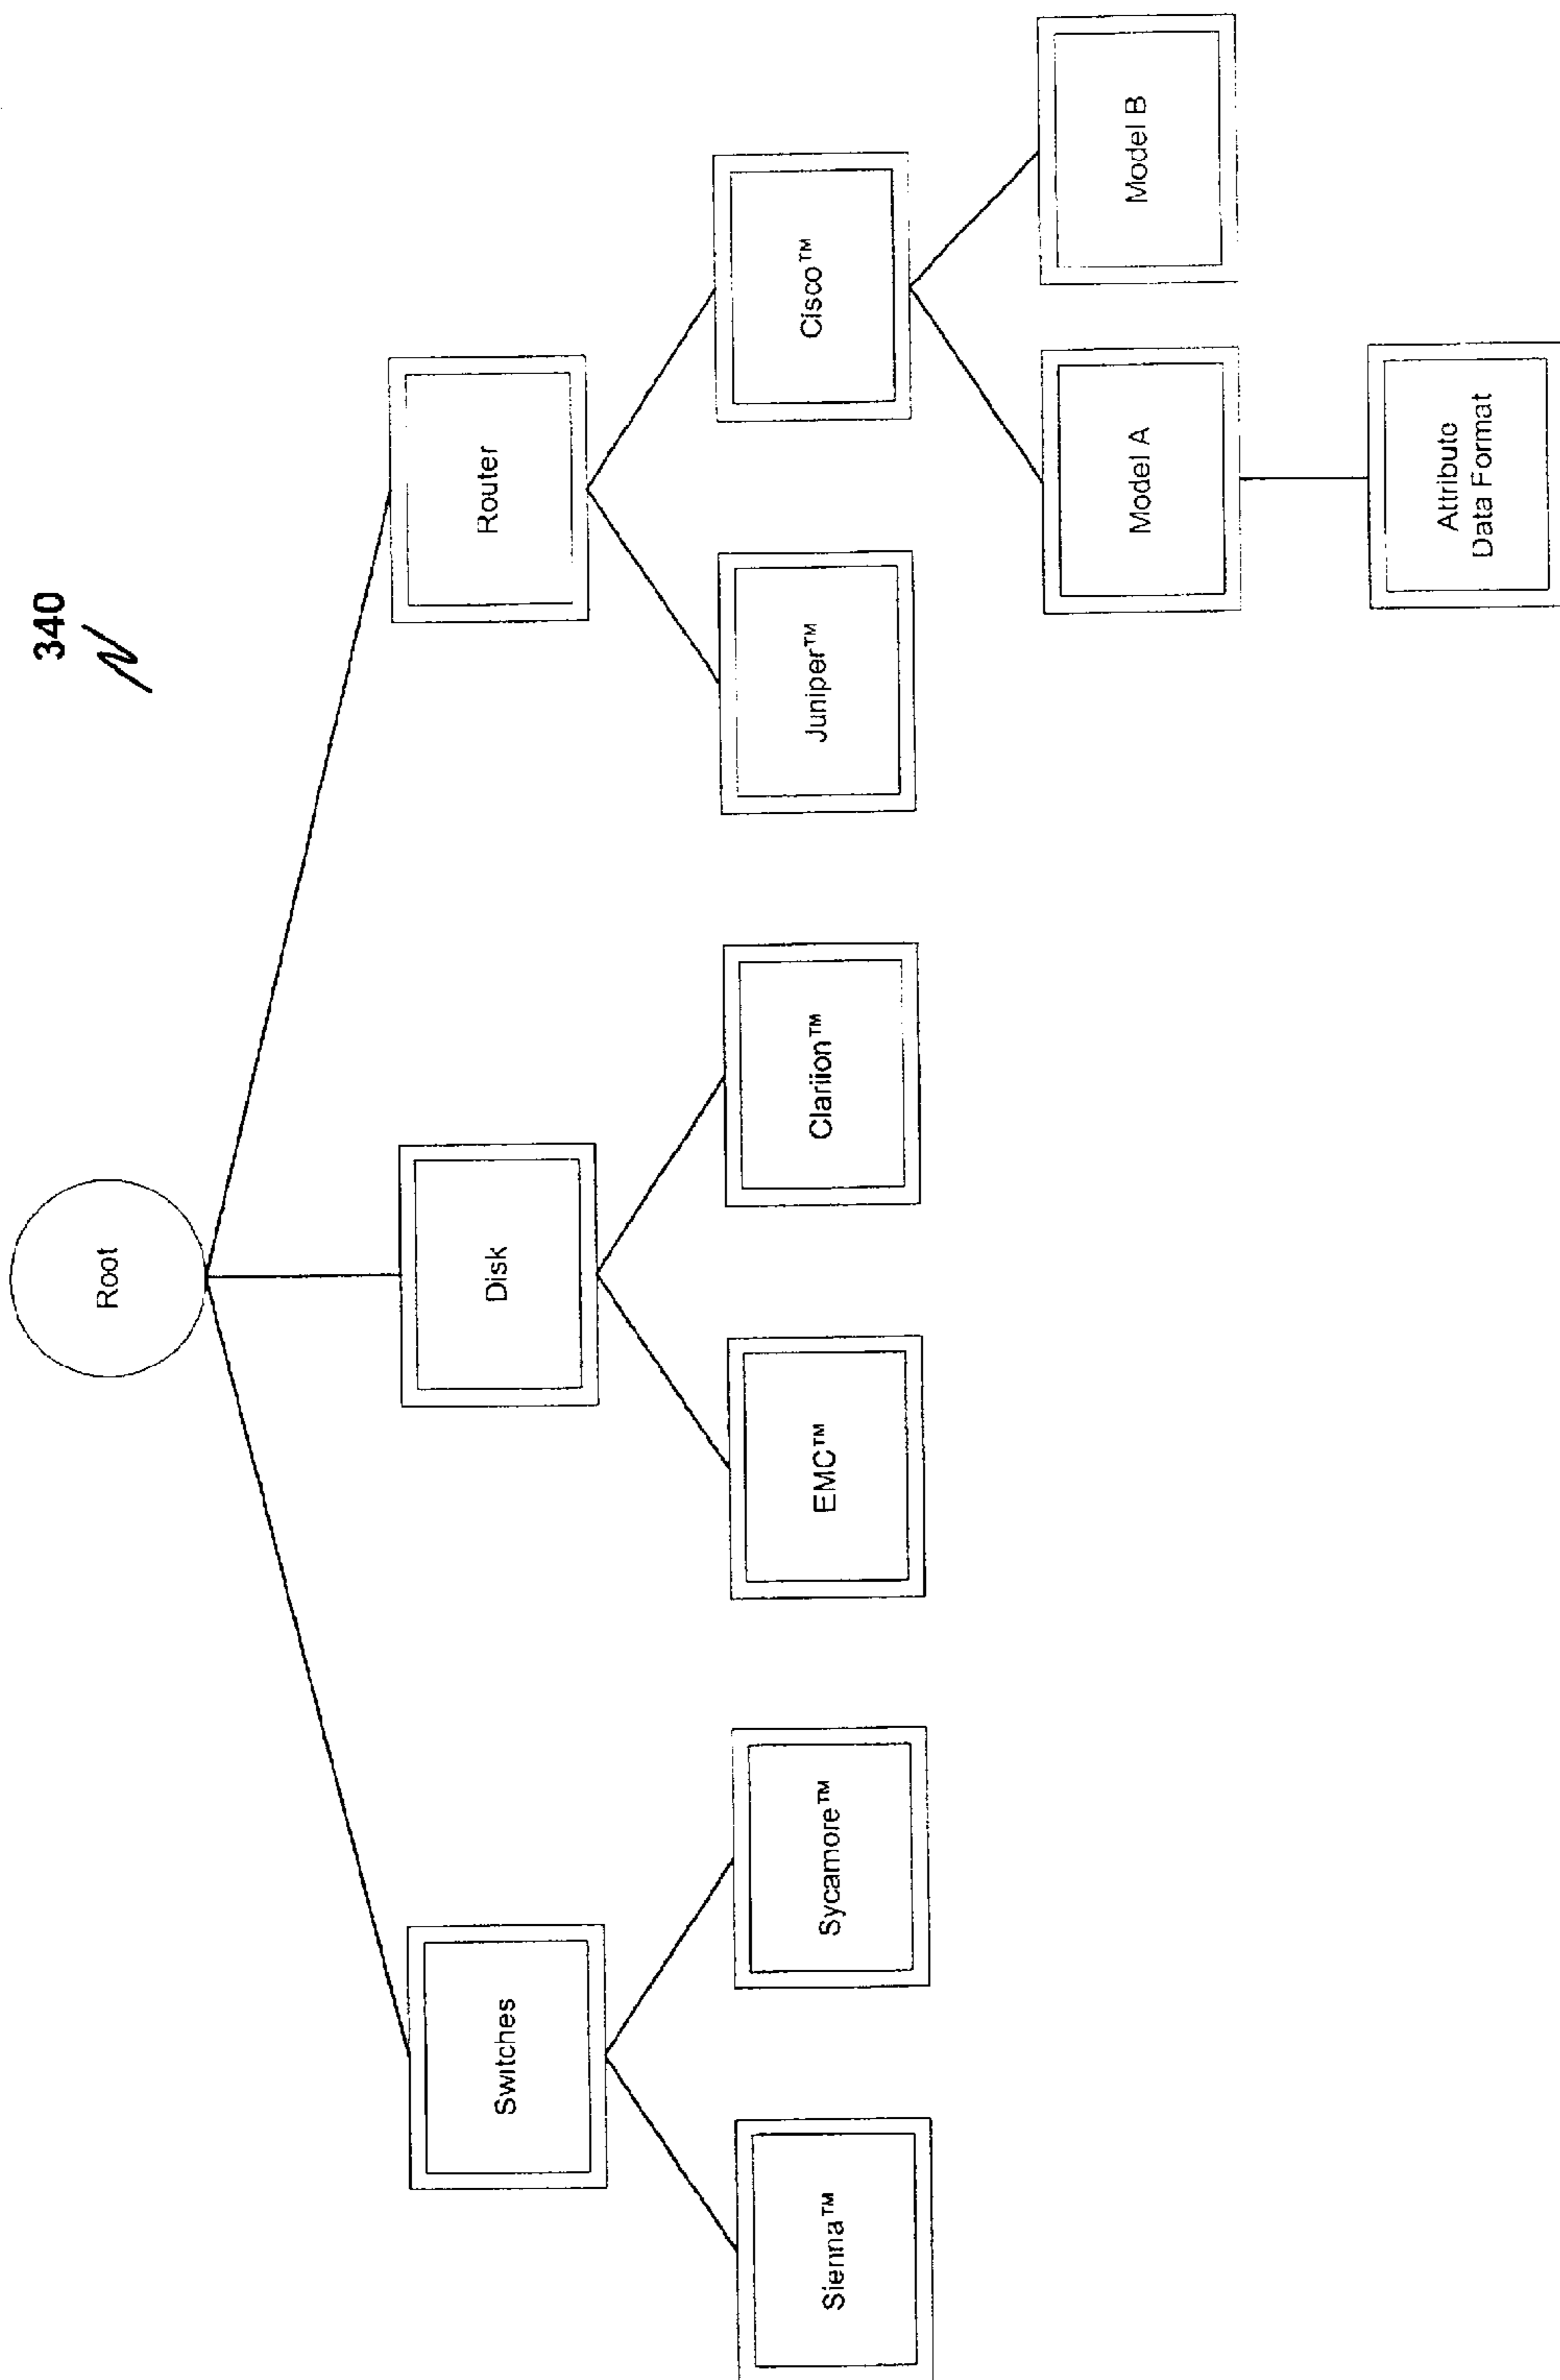 340
Root
Switches
Disk
Router
Sienna™
Sycamore™
EMC™
Clariion™
Juniper™
Cisco™
Model A
Model B
Attribute
Data Format